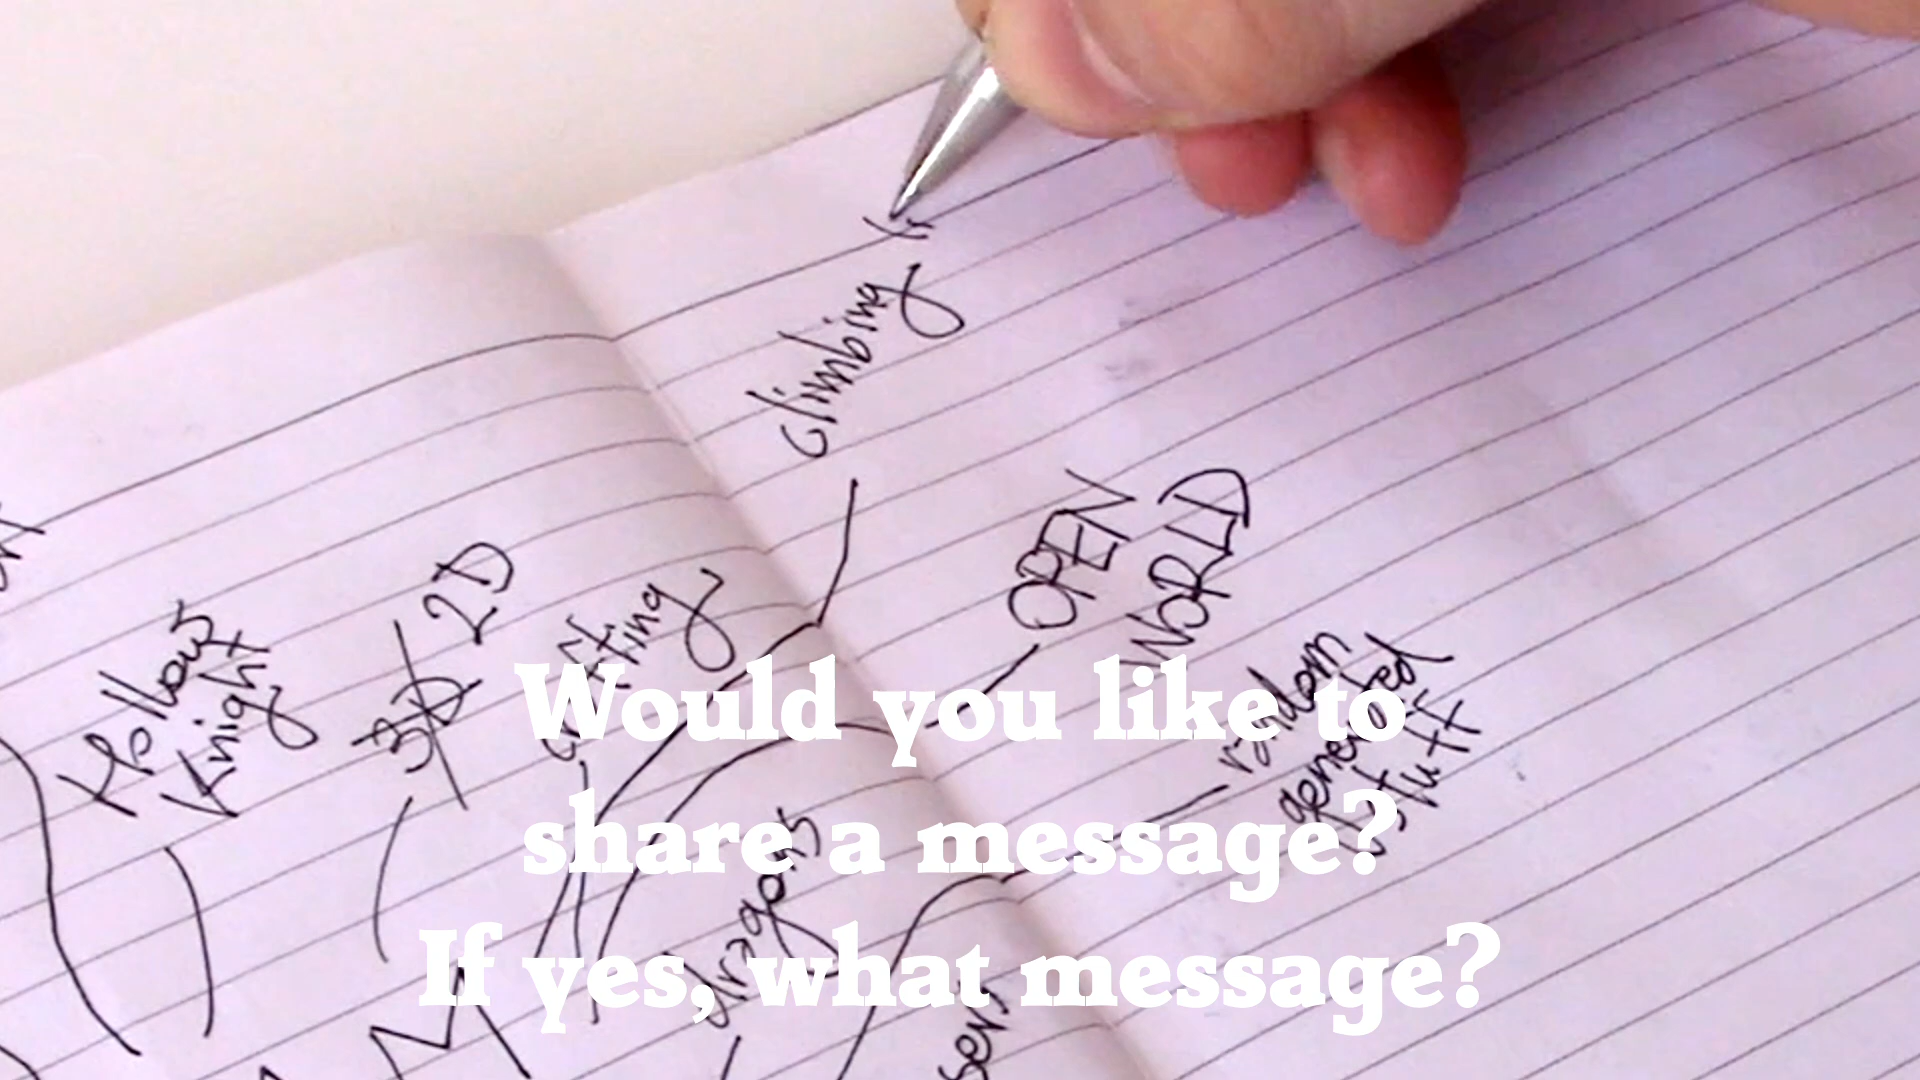 climbing
OPEN
WORLD
random
generated
stuff
Hollow
Knight
3D 2D
crafting
dragons
Would you like to
share a message?
If yes, what message?